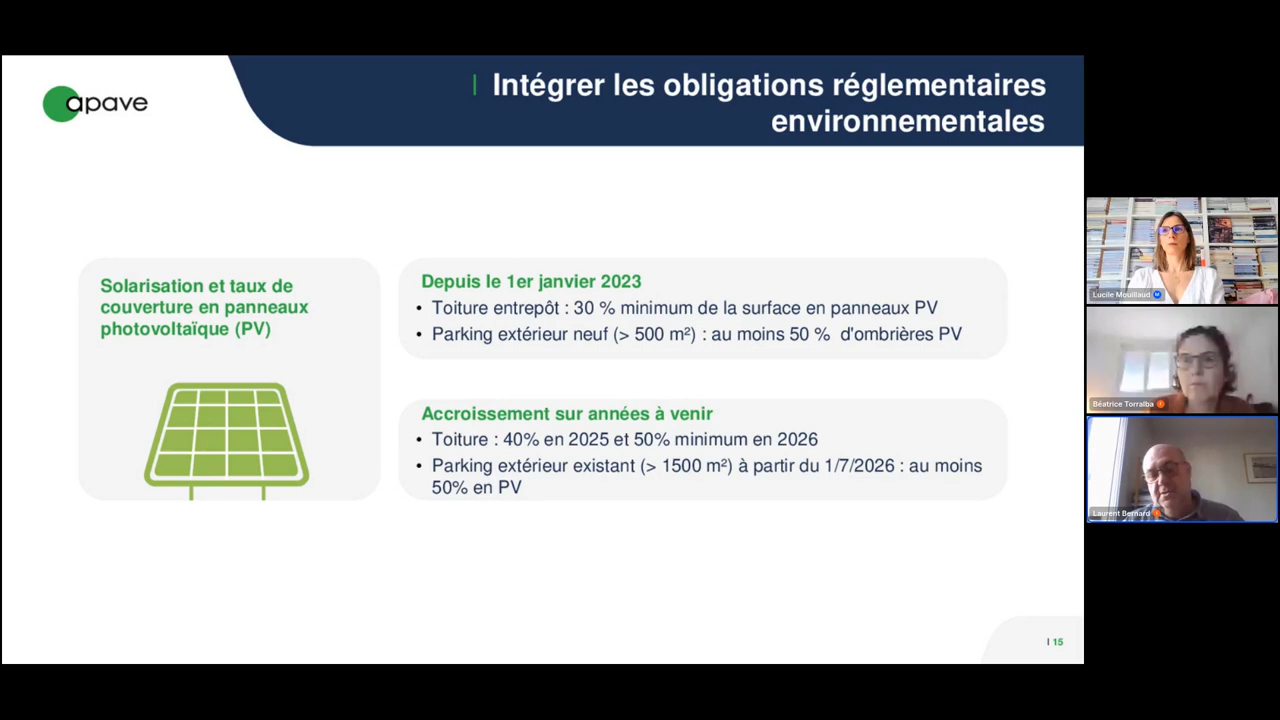 apave
Intégrer les obligations réglementaires
environnementales
Solarisation et taux de
couverture en panneaux
photovoltaïque (PV)
Depuis le 1er janvier 2023
• Toiture entrepôt : 30 % minimum de la surface en panneaux PV
• Parking extérieur neuf (> 500 m²) : au moins 50 % d'ombrières PV
Accroissement sur années à venir
• Toiture : 40% en 2025 et 50% minimum en 2026
• Parking extérieur existant (> 1500 m²) à partir du 1/7/2026 : au moins
50% en PV
15
Lucile Mouillaud M
Béatrice Torralba
Laurent Bernard